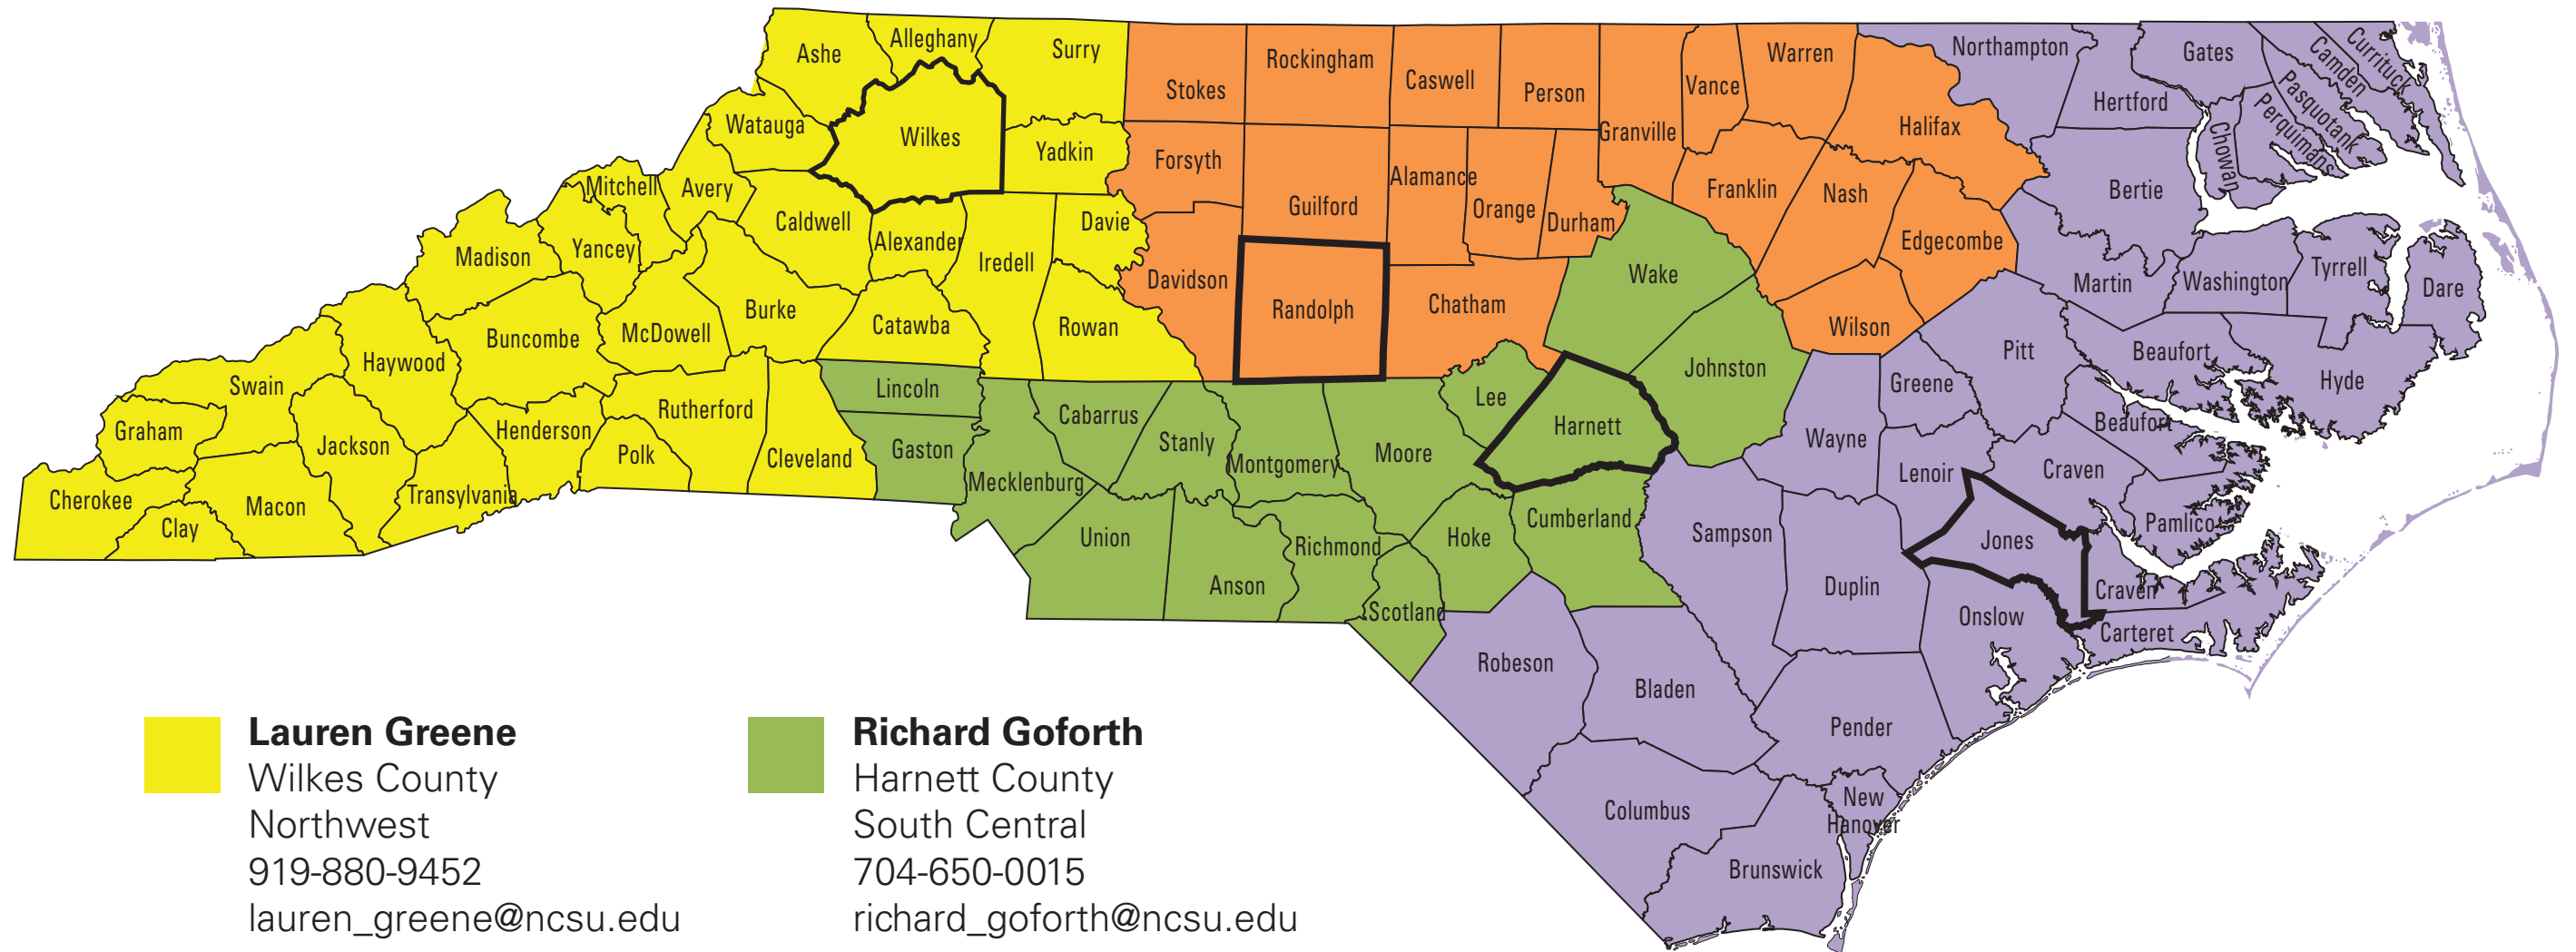 Ashe
Alleghany
Surry
Stokes
Rockingham
Caswell
Person
Granville
Vance
Warren
Northampton
Gates
Camden
Currituck
Hertford
Pasquotank
Perquimans
Chowan
Halifax
Watauga
Wilkes
Yadkin
Forsyth
Guilford
Alamance
Orange
Durham
Franklin
Nash
Edgecombe
Bertie
Mitchell
Avery
Caldwell
Alexander
Iredell
Davie
Davidson
Randolph
Chatham
Wake
Wilson
Martin
Washington
Tyrrell
Dare
Madison
Yancey
McDowell
Burke
Catawba
Rowan
Lee
Johnston
Greene
Pitt
Beaufort
Hyde
Haywood
Buncombe
Swain
Graham
Jackson
Henderson
Rutherford
Polk
Cleveland
Lincoln
Gaston
Cabarrus
Stanly
Montgomery
Moore
Harnett
Wayne
Lenoir
Beaufort
Craven
Cherokee
Clay
Macon
Transylvania
Mecklenburg
Union
Anson
Richmond
Scotland
Hoke
Cumberland
Sampson
Duplin
Jones
Pamlico
Craven
Onslow
Carteret
Robeson
Bladen
Pender
Columbus
New
Hanover
Brunswick
Lauren Greene
Wilkes County
Northwest
919-880-9452
lauren_greene@ncsu.edu
Richard Goforth
Harnett County
South Central
704-650-0015
richard_goforth@ncsu.edu